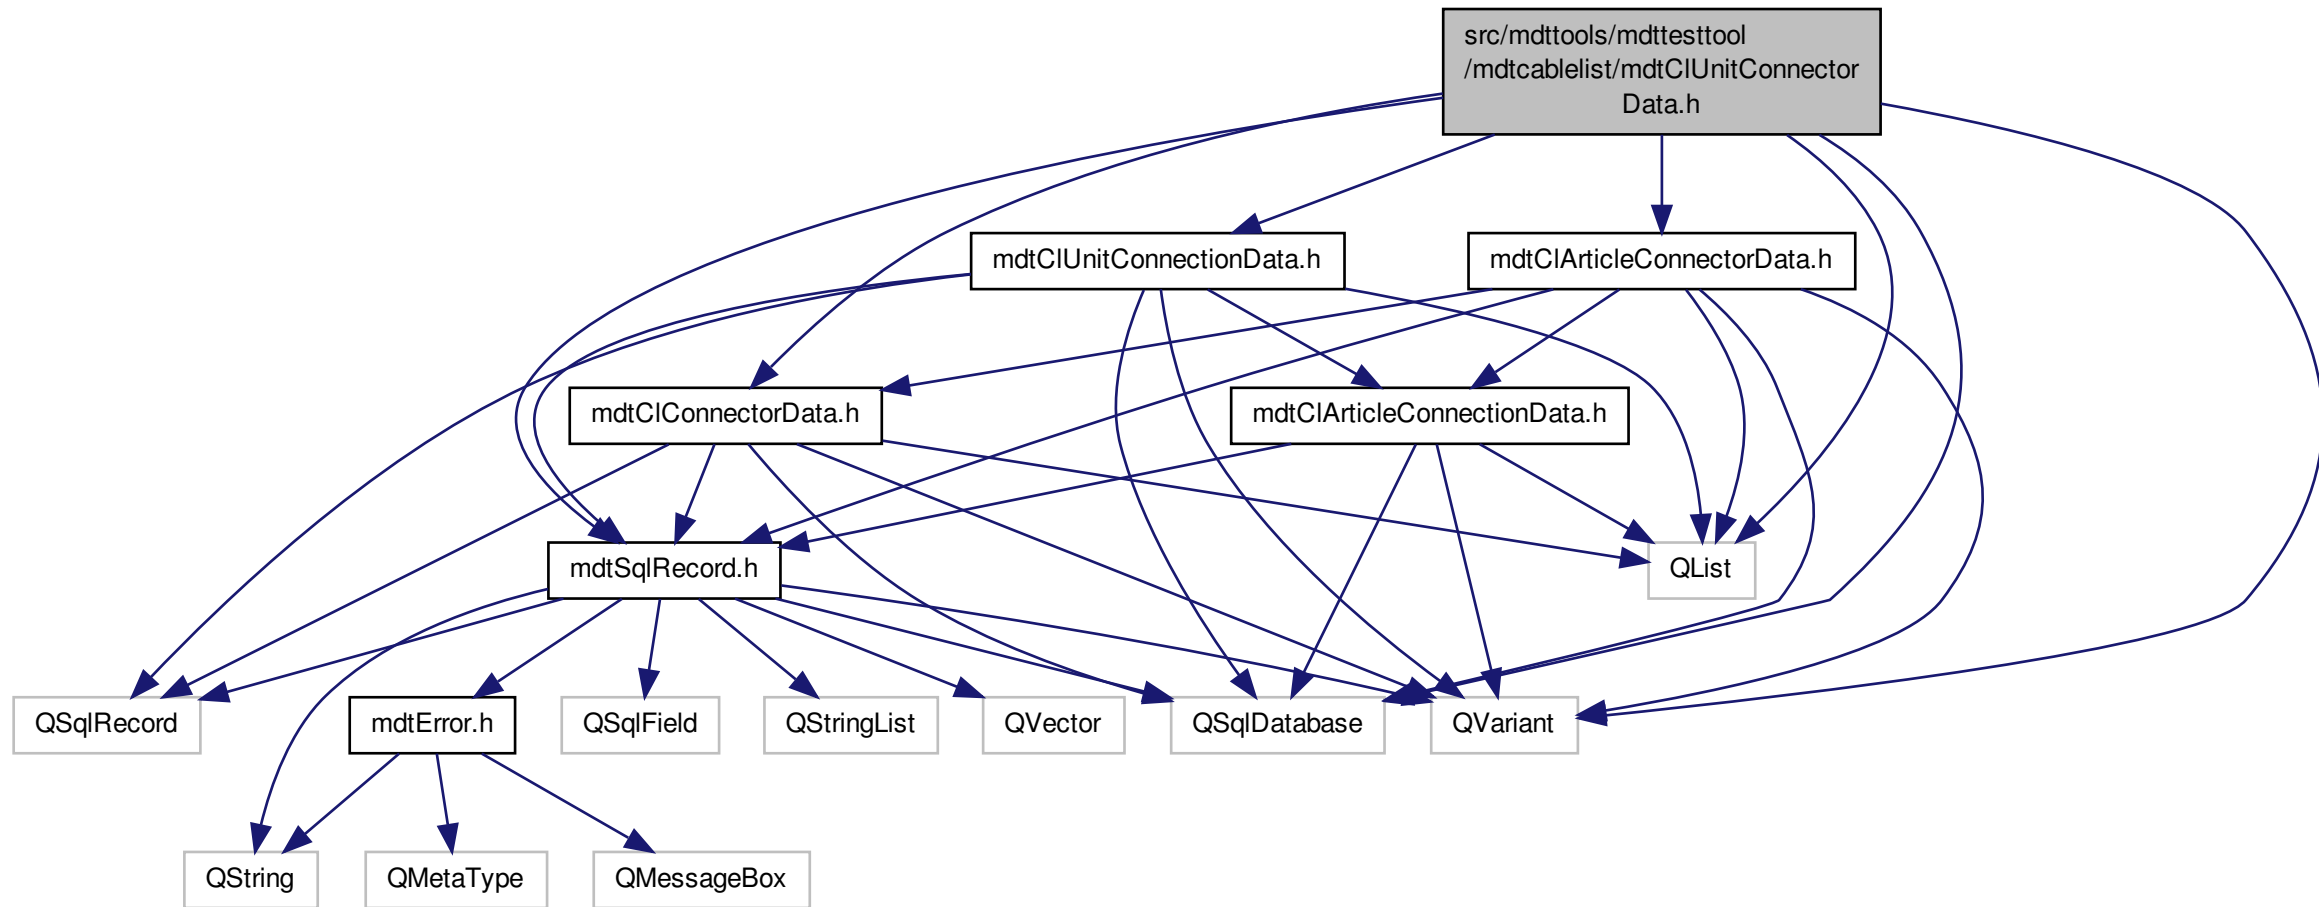 src/mdttools/mdttesttool
/mdtcablelist/mdtClUnitConnector
Data.h
mdtClUnitConnectionData.h
mdtClArticleConnectorData.h
mdtClConnectorData.h
mdtClArticleConnectionData.h
mdtSqlRecord.h
QList
QSqlRecord
mdtError.h
QSqlField
QStringList
QVector
QSqlDatabase
QVariant
QString
QMetaType
QMessageBox